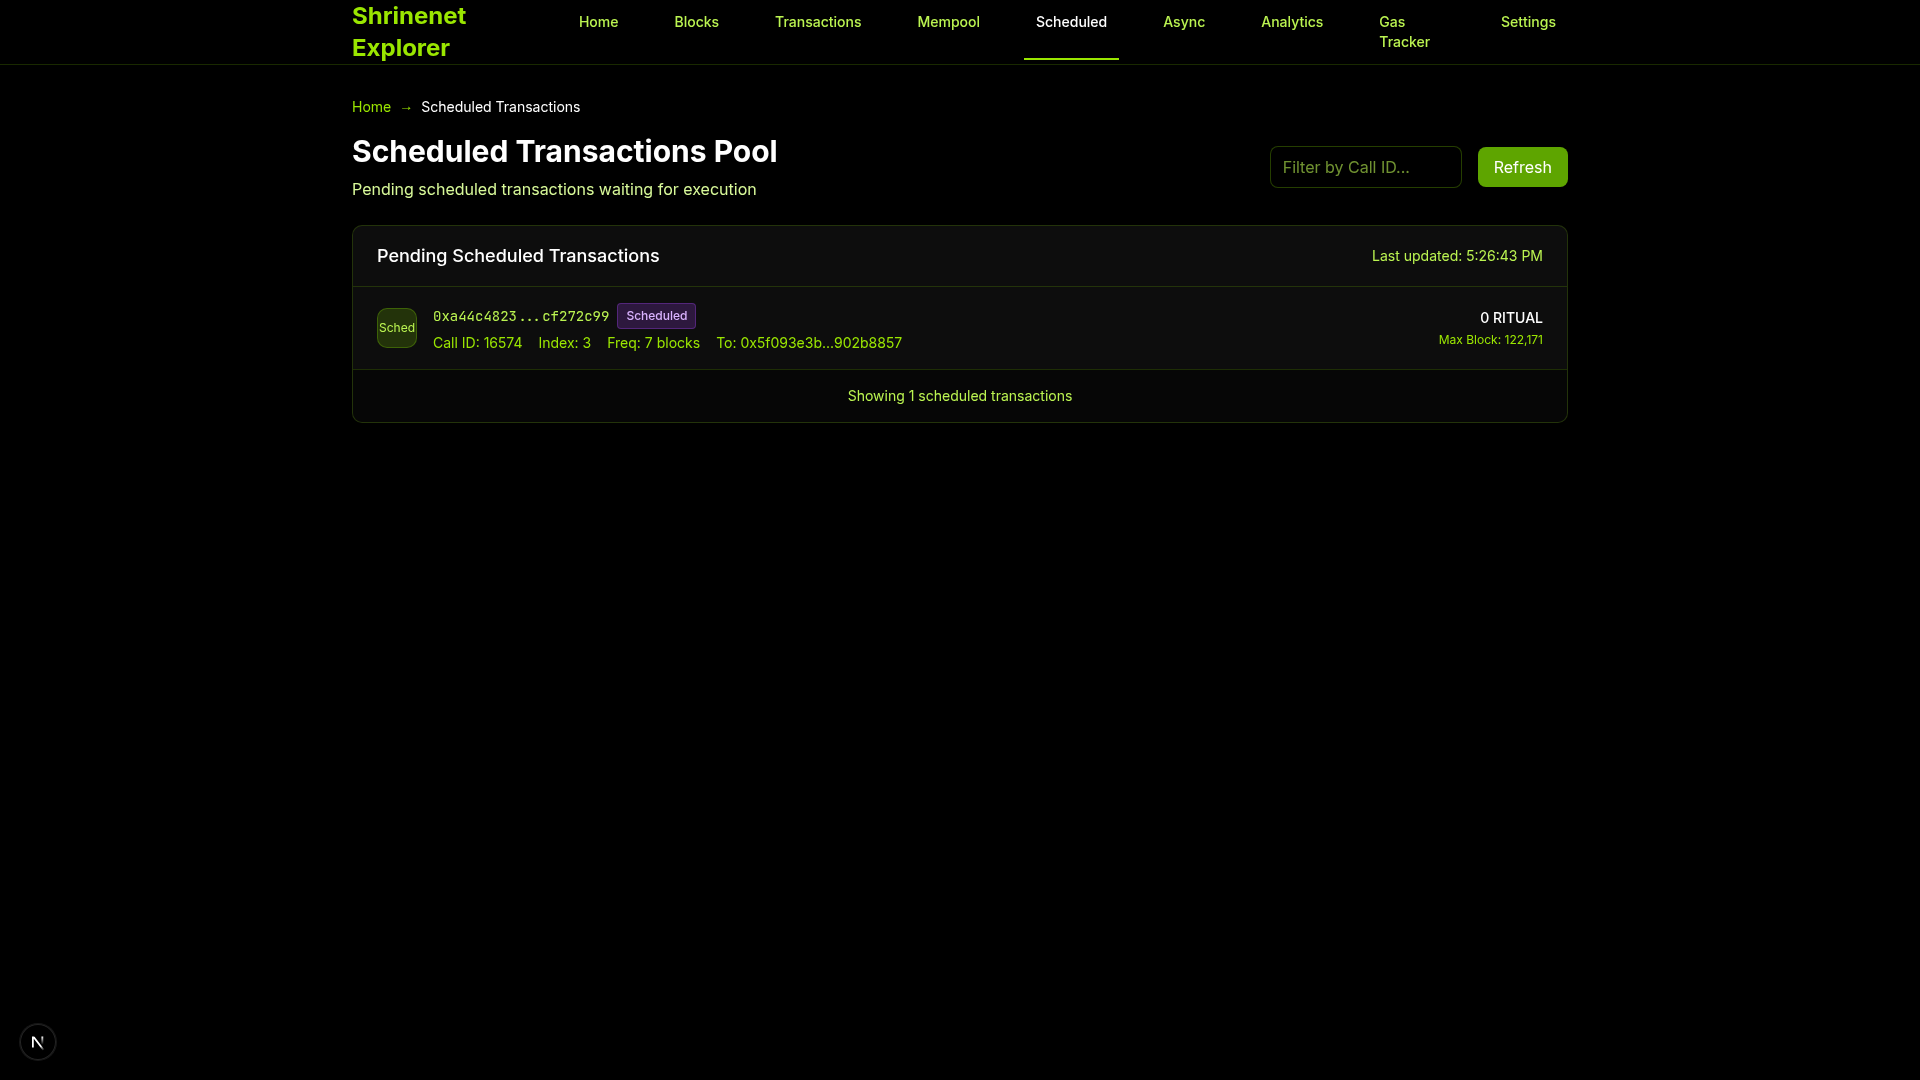 Shrinenet
Explorer
Home
Blocks
Transactions
Mempool
Scheduled
Async
Analytics
Gas
Tracker
Settings
Home → Scheduled Transactions
Scheduled Transactions Pool
Pending scheduled transactions waiting for execution
Filter by Call ID...
Refresh
Pending Scheduled Transactions
Last updated: 5:26:43 PM
Sched
0xa44c4823...cf272c99
Scheduled
Call ID: 16574 Index: 3 Freq: 7 blocks To: 0x5f093e3b...902b8857
0 RITUAL
Max Block: 122,171
Showing 1 scheduled transactions
N